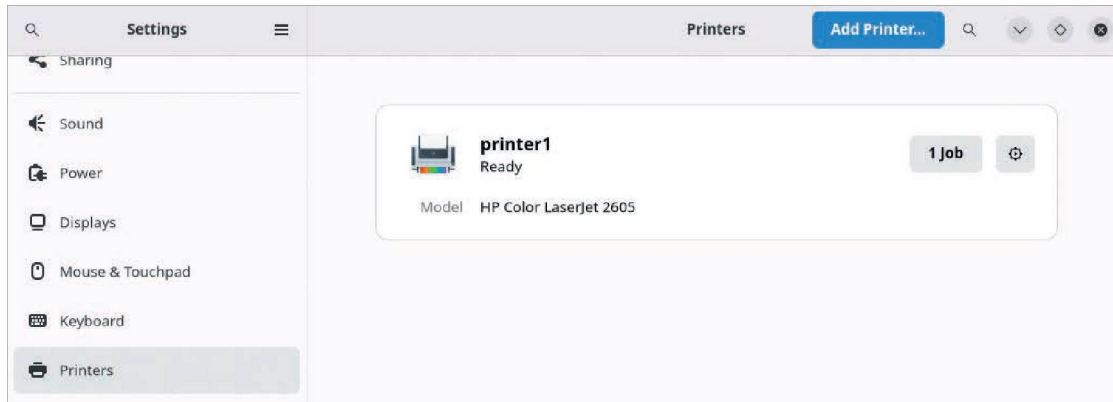 Settings
Printers
Add Printer...
Sharing
Sound
Power
Displays
Mouse & Touchpad
Keyboard
Printers
printer1
Ready
1 Job
Model HP Color LaserJet 2605